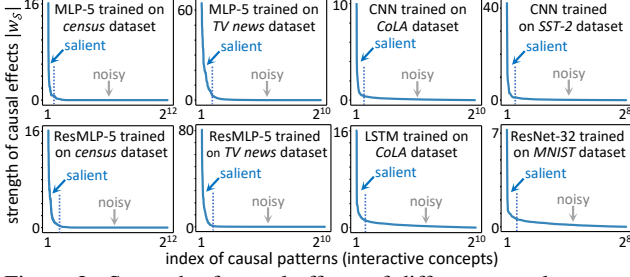 strength of causal effects |w_S|
16
MLP-5 trained on
census dataset
salient
noisy
0
1
2^12
60
MLP-5 trained on
TV news dataset
salient
noisy
0
1
2^10
10
CNN trained on
CoLA dataset
salient
noisy
0
1
2^10
40
CNN trained
on SST-2 dataset
salient
noisy
0
1
2^8
16
ResMLP-5 trained
on census dataset
salient
noisy
0
1
2^12
80
ResMLP-5 trained
on TV news dataset
salient
noisy
0
1
2^10
16
LSTM trained on
CoLA dataset
salient
noisy
0
1
2^10
7
ResNet-32 trained
on MNIST dataset
salient
noisy
0
1
2^8
index of causal patterns (interactive concepts)